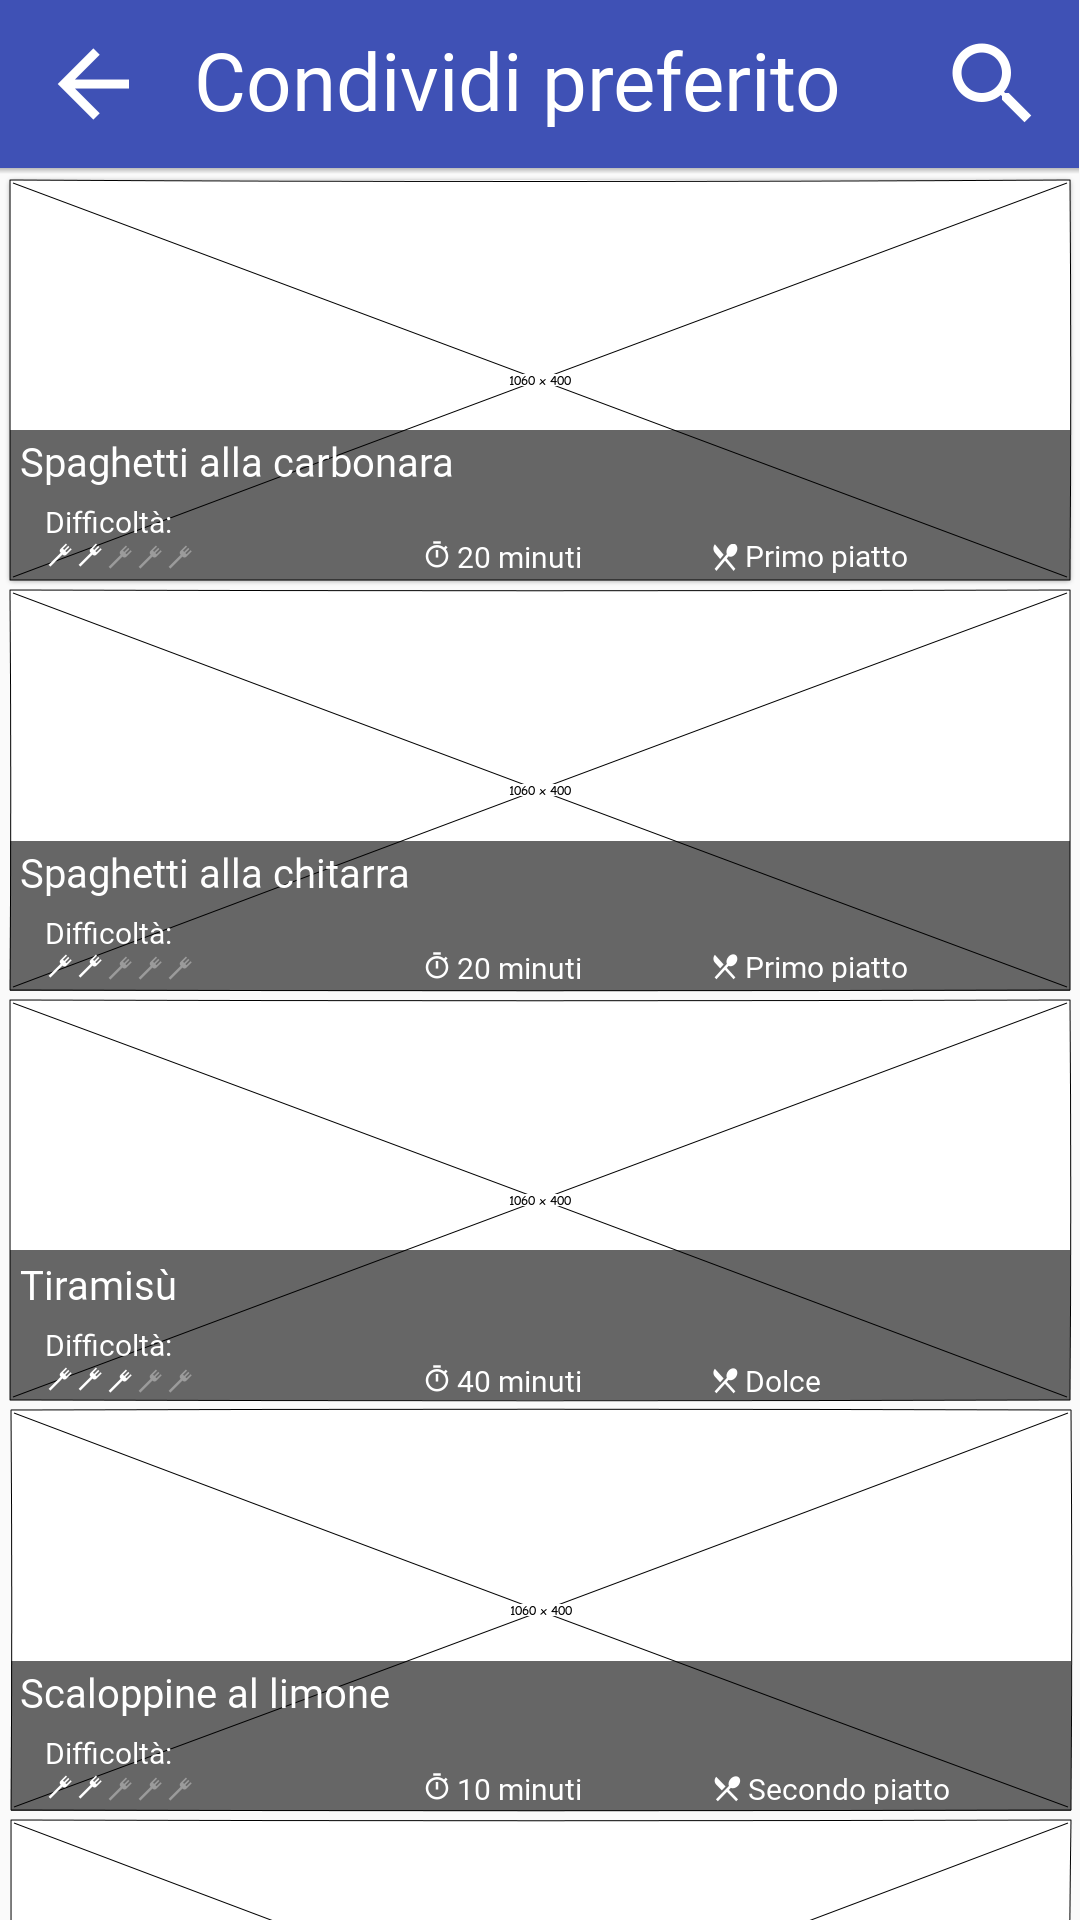 Condividi preferito
1060 x 400
Spaghetti alla carbonara
Difficoltà:
20 minuti
Primo piatto
1060 x 400
Spaghetti alla chitarra
Difficoltà:
20 minuti
Primo piatto
1060 x 400
Tiramisù
Difficoltà:
40 minuti
Dolce
1060 x 400
Scaloppine al limone
Difficoltà:
10 minuti
Secondo piatto